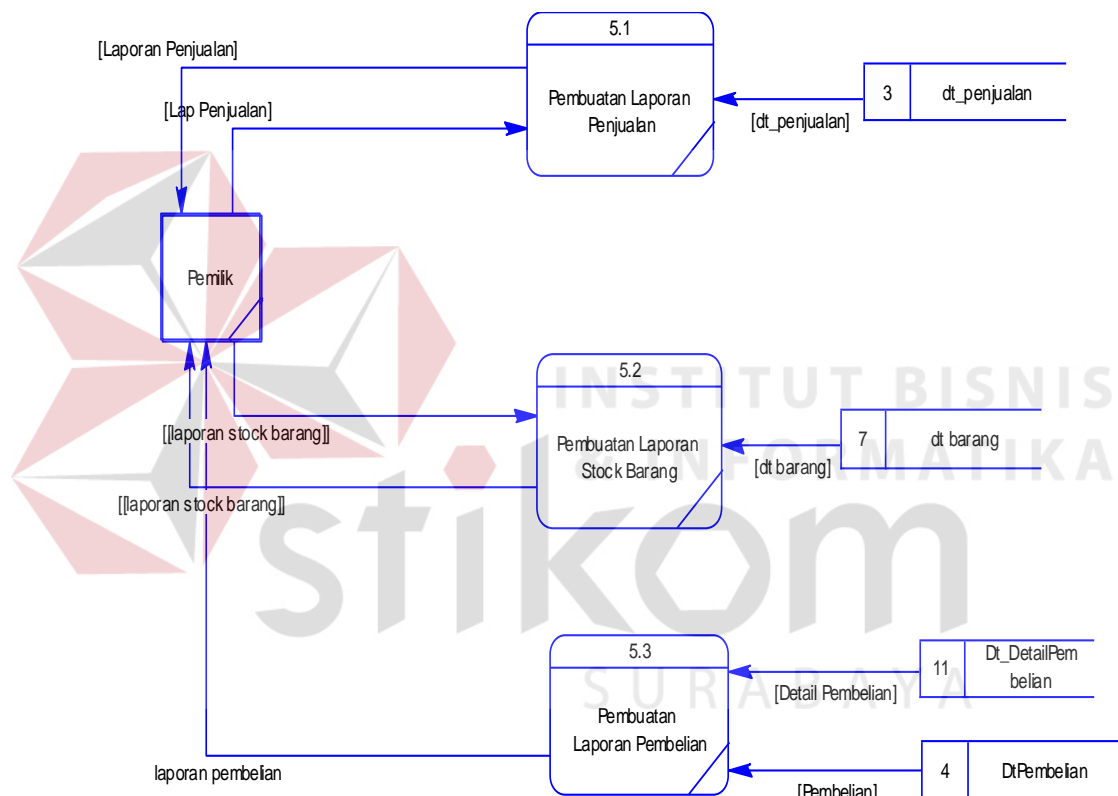 5.1
[Laporan Penjualan]
[Lap Penjualan]
Pembuatan Laporan
Penjualan
3
dt_penjualan
[dt_penjualan]
Pemilik
5.2
INSTITUT BISNIS
[[laporan stock barang]]
Pembuatan Laporan
Stock Barang
7
dt barang
[dt barang]
& INFORMATIKA
[[laporan stock barang]]
stikom
5.3
11
Dt_DetailPem
belian
[Detail Pembelian]
SURABAYA
Pembuatan
Laporan Pembelian
laporan pembelian
4
DtPembelian
[Pembelian]